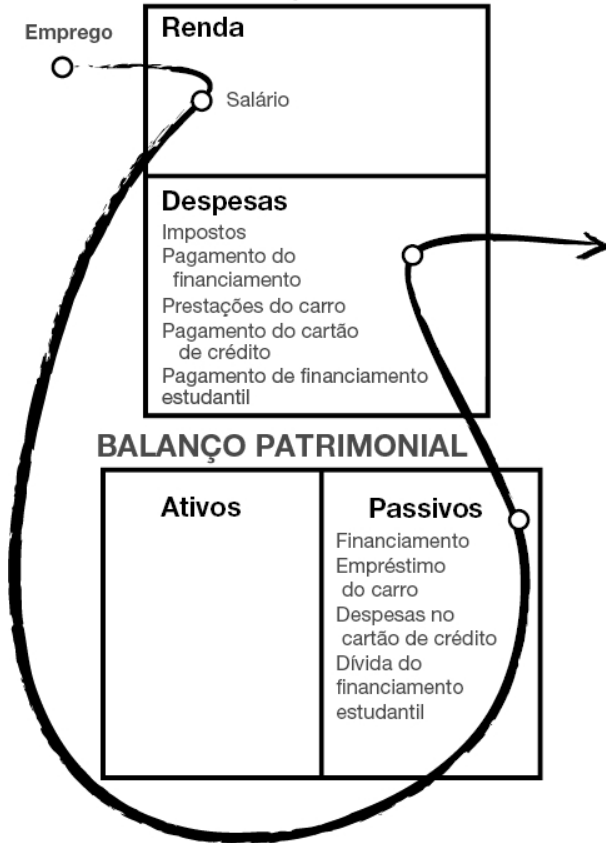 Emprego
Renda
Salário
Despesas
Impostos
Pagamento do
financiamento
Prestações do carro
Pagamento do cartão
de crédito
Pagamento de financiamento
estudantil
BALANÇO PATRIMONIAL
Ativos
Passivos
Financiamento
Empréstimo
do carro
Despesas no
cartão de crédito
Dívida do
financiamento
estudantil